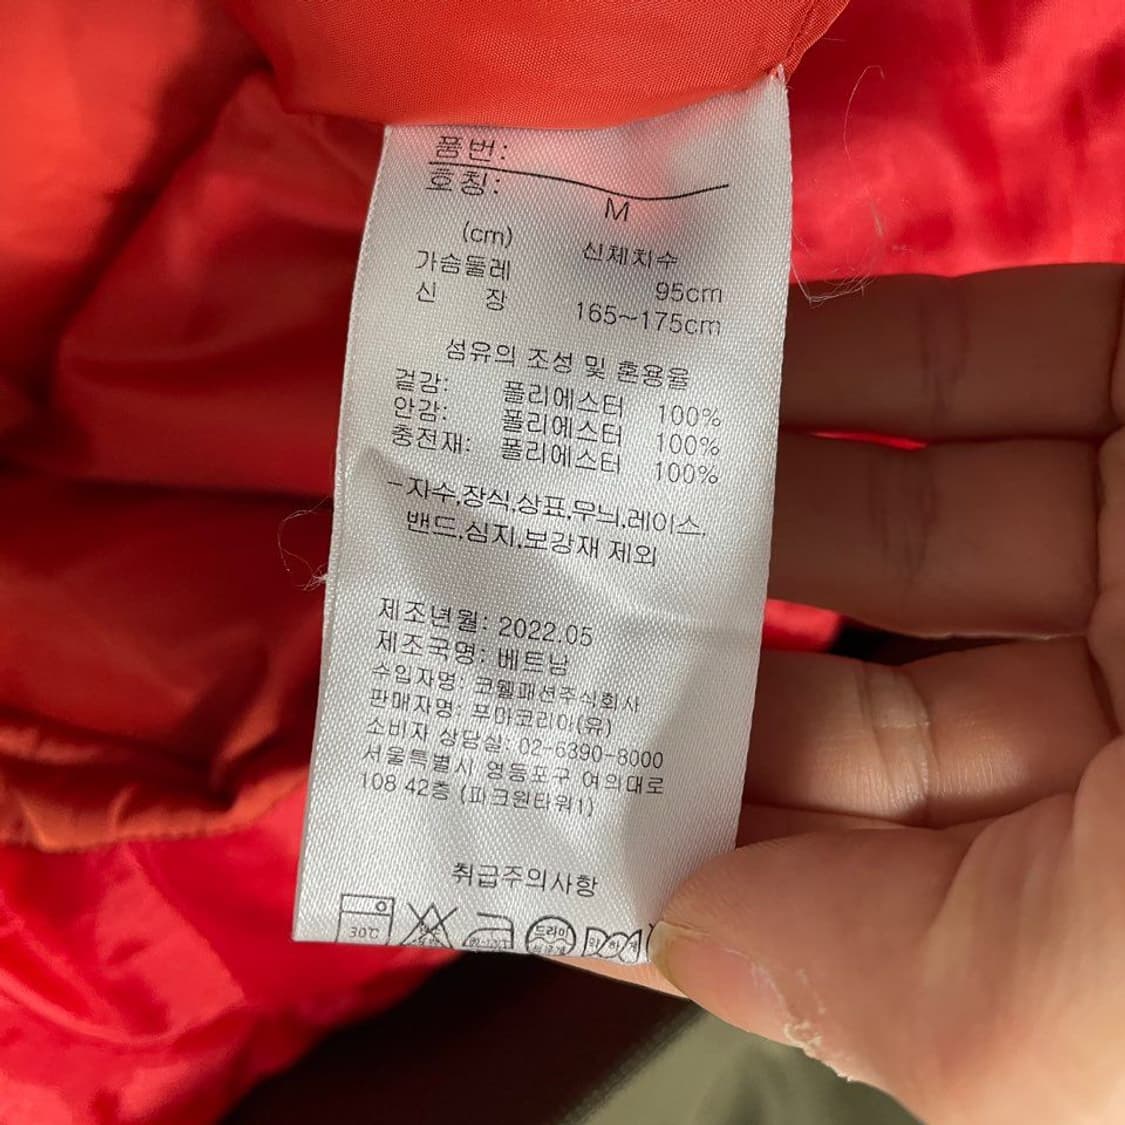 품번:
호칭: M
(cm) 신체치수
가슴둘레 95cm
신 장 165~175cm
섬유의 조성 및 혼용율
겉감: 폴리에스터 100%
안감: 폴리에스터 100%
충전재: 폴리에스터 100%
-자수,장식,상표,무늬,레이스,
밴드,심지,보강재 제외
제조년월: 2022.05
제조국명: 베트남
수입자명: 코웰패션주식회사
판매자명: 푸마코리아(유)
소비자 상담실: 02-6390-8000
서울특별시 영등포구 여의대로
108 42층 (파크원타워1)
취급주의사항
30℃
드라이
약하게